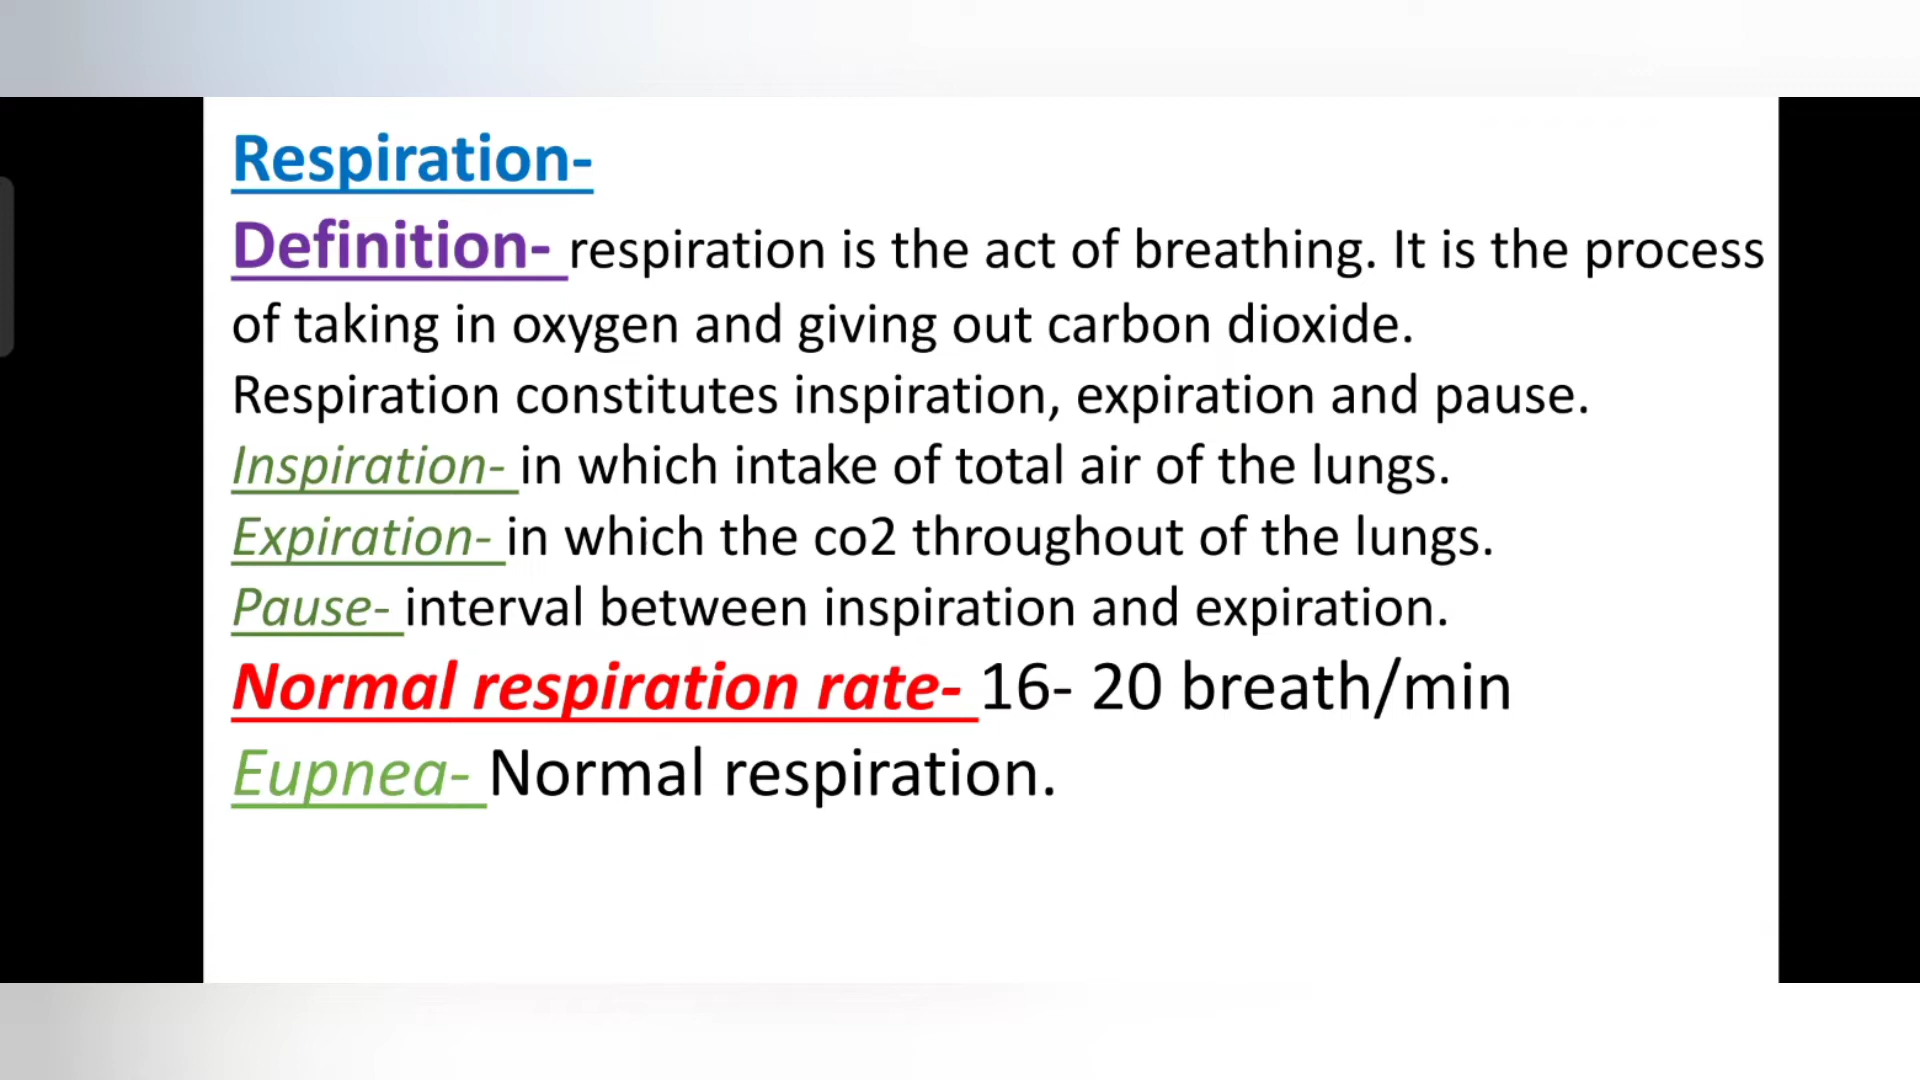 Respiration-
Definition- respiration is the act of breathing. It is the process
of taking in oxygen and giving out carbon dioxide.
Respiration constitutes inspiration, expiration and pause.
Inspiration- in which intake of total air of the lungs.
Expiration- in which the co2 throughout of the lungs.
Pause- interval between inspiration and expiration.
Normal respiration rate- 16- 20 breath/min
Eupnea- Normal respiration.